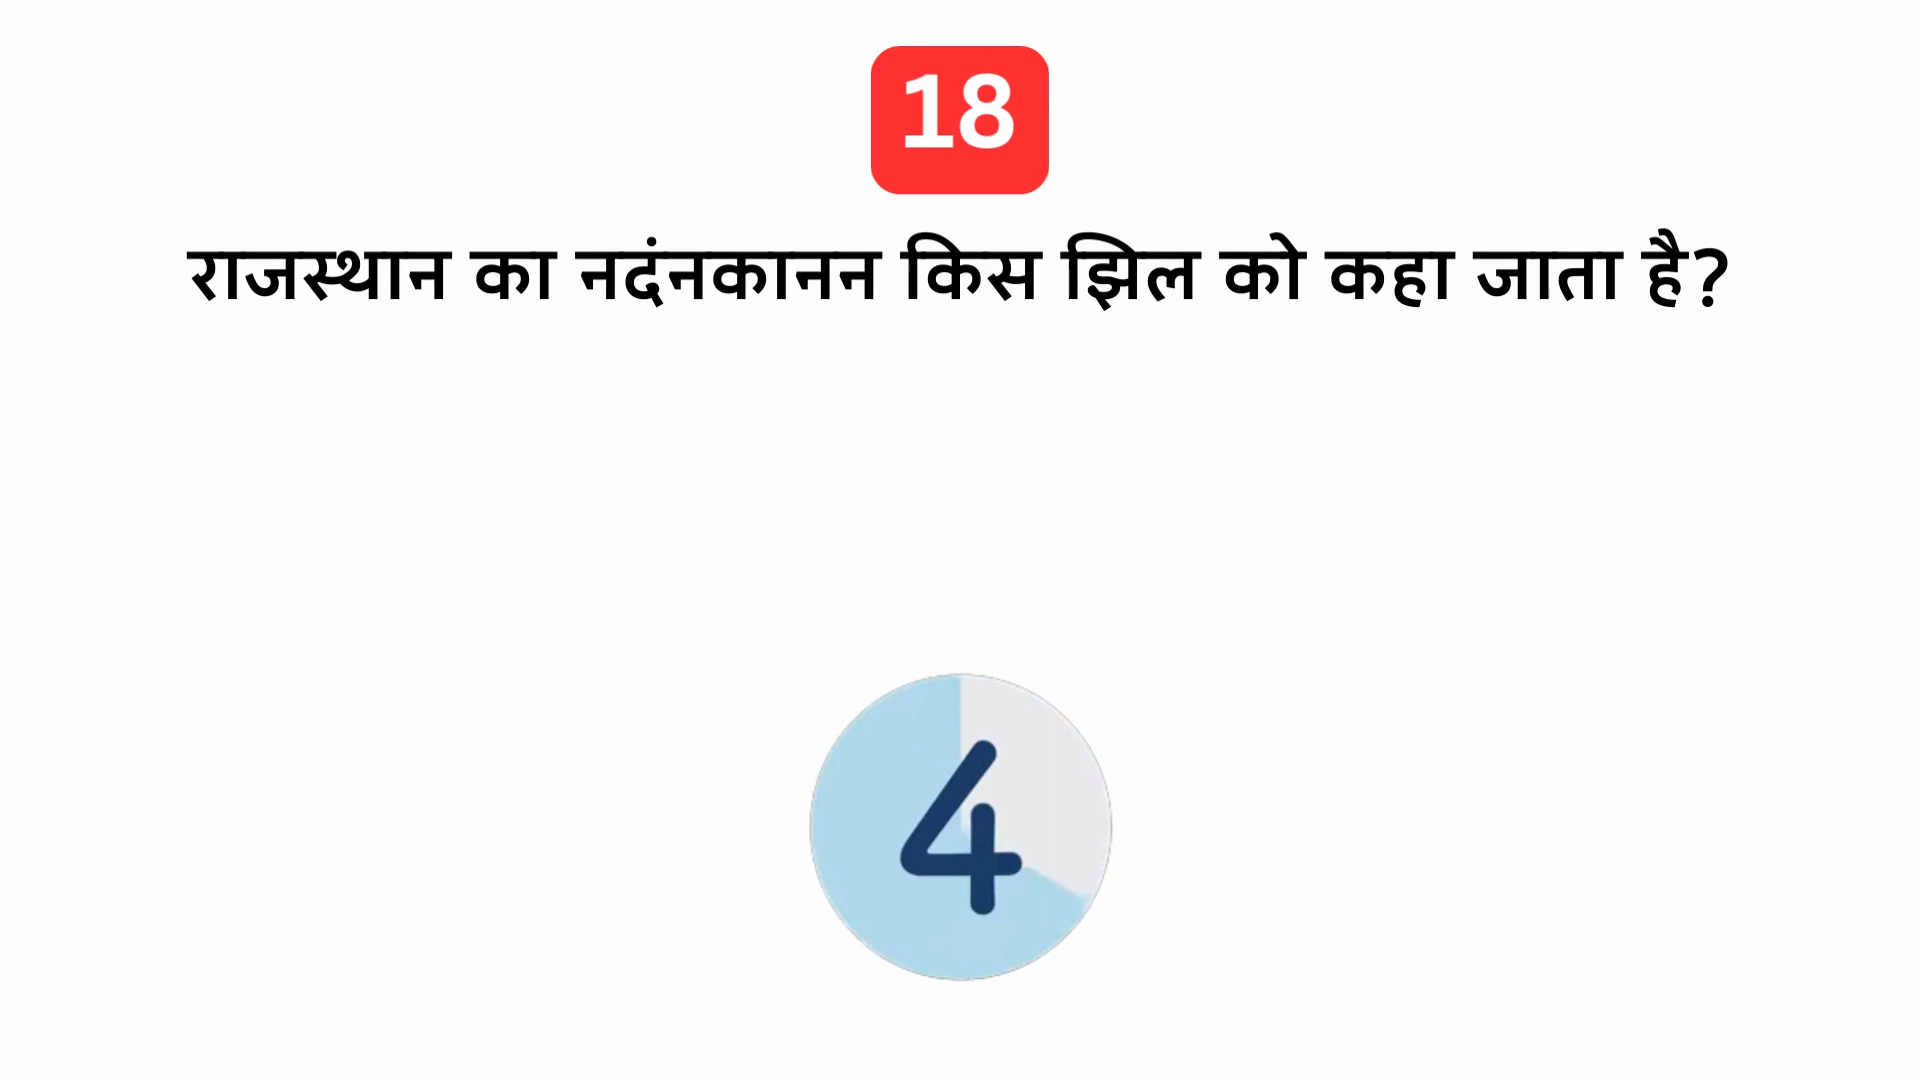 18
राजस्थान का नदंनकानन किस झिल को कहा जाता है?
4